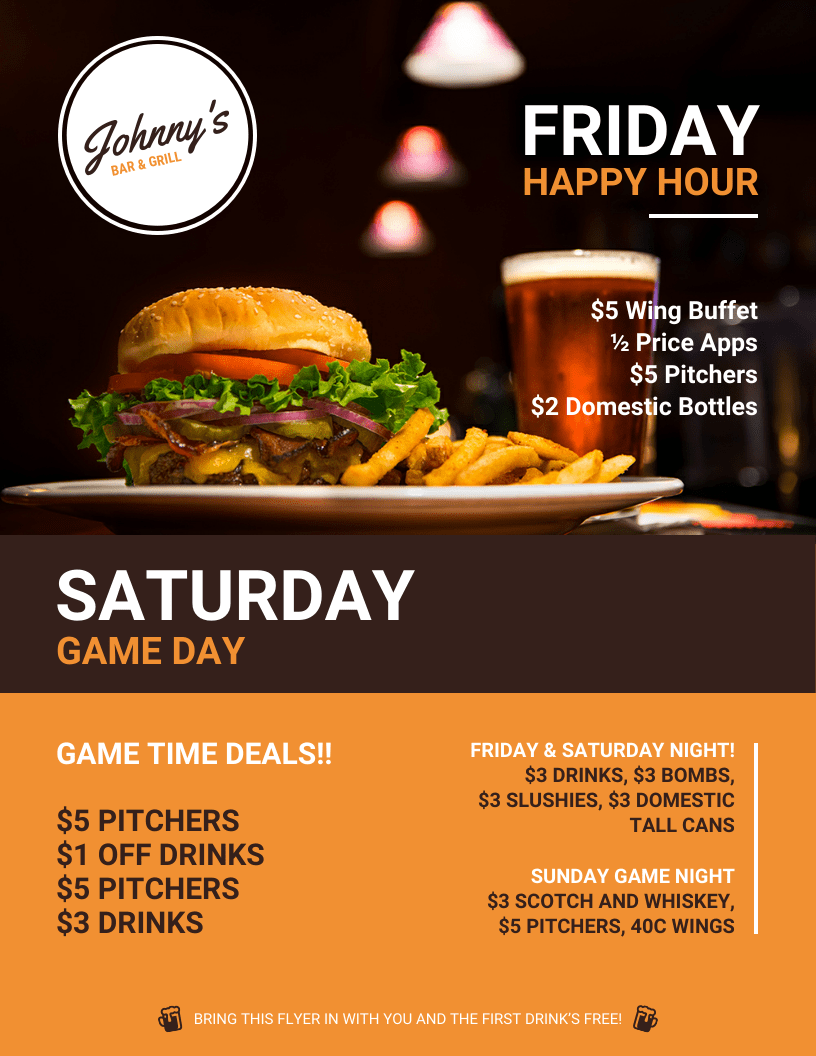 Johnny's
BAR & GRILL
FRIDAY
HAPPY HOUR
$5 Wing Buffet
½ Price Apps
$5 Pitchers
$2 Domestic Bottles
SATURDAY
GAME DAY
GAME TIME DEALS!!
$5 PITCHERS
$1 OFF DRINKS
$5 PITCHERS
$3 DRINKS
FRIDAY & SATURDAY NIGHT!
$3 DRINKS, $3 BOMBS,
$3 SLUSHIES, $3 DOMESTIC
TALL CANS
SUNDAY GAME NIGHT
$3 SCOTCH AND WHISKEY,
$5 PITCHERS, 40C WINGS
BRING THIS FLYER IN WITH YOU AND THE FIRST DRINK'S FREE!